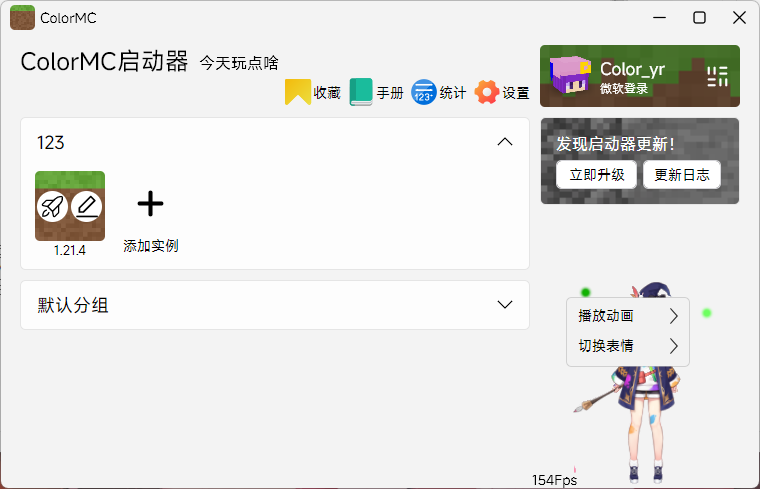 ColorMC
ColorMC启动器 今天玩点啥
收藏 手册 统计 设置
Color_yr
微软登录
123
发现启动器更新！
立即升级 更新日志
1.21.4 添加实例
默认分组
播放动画
切换表情
154Fps